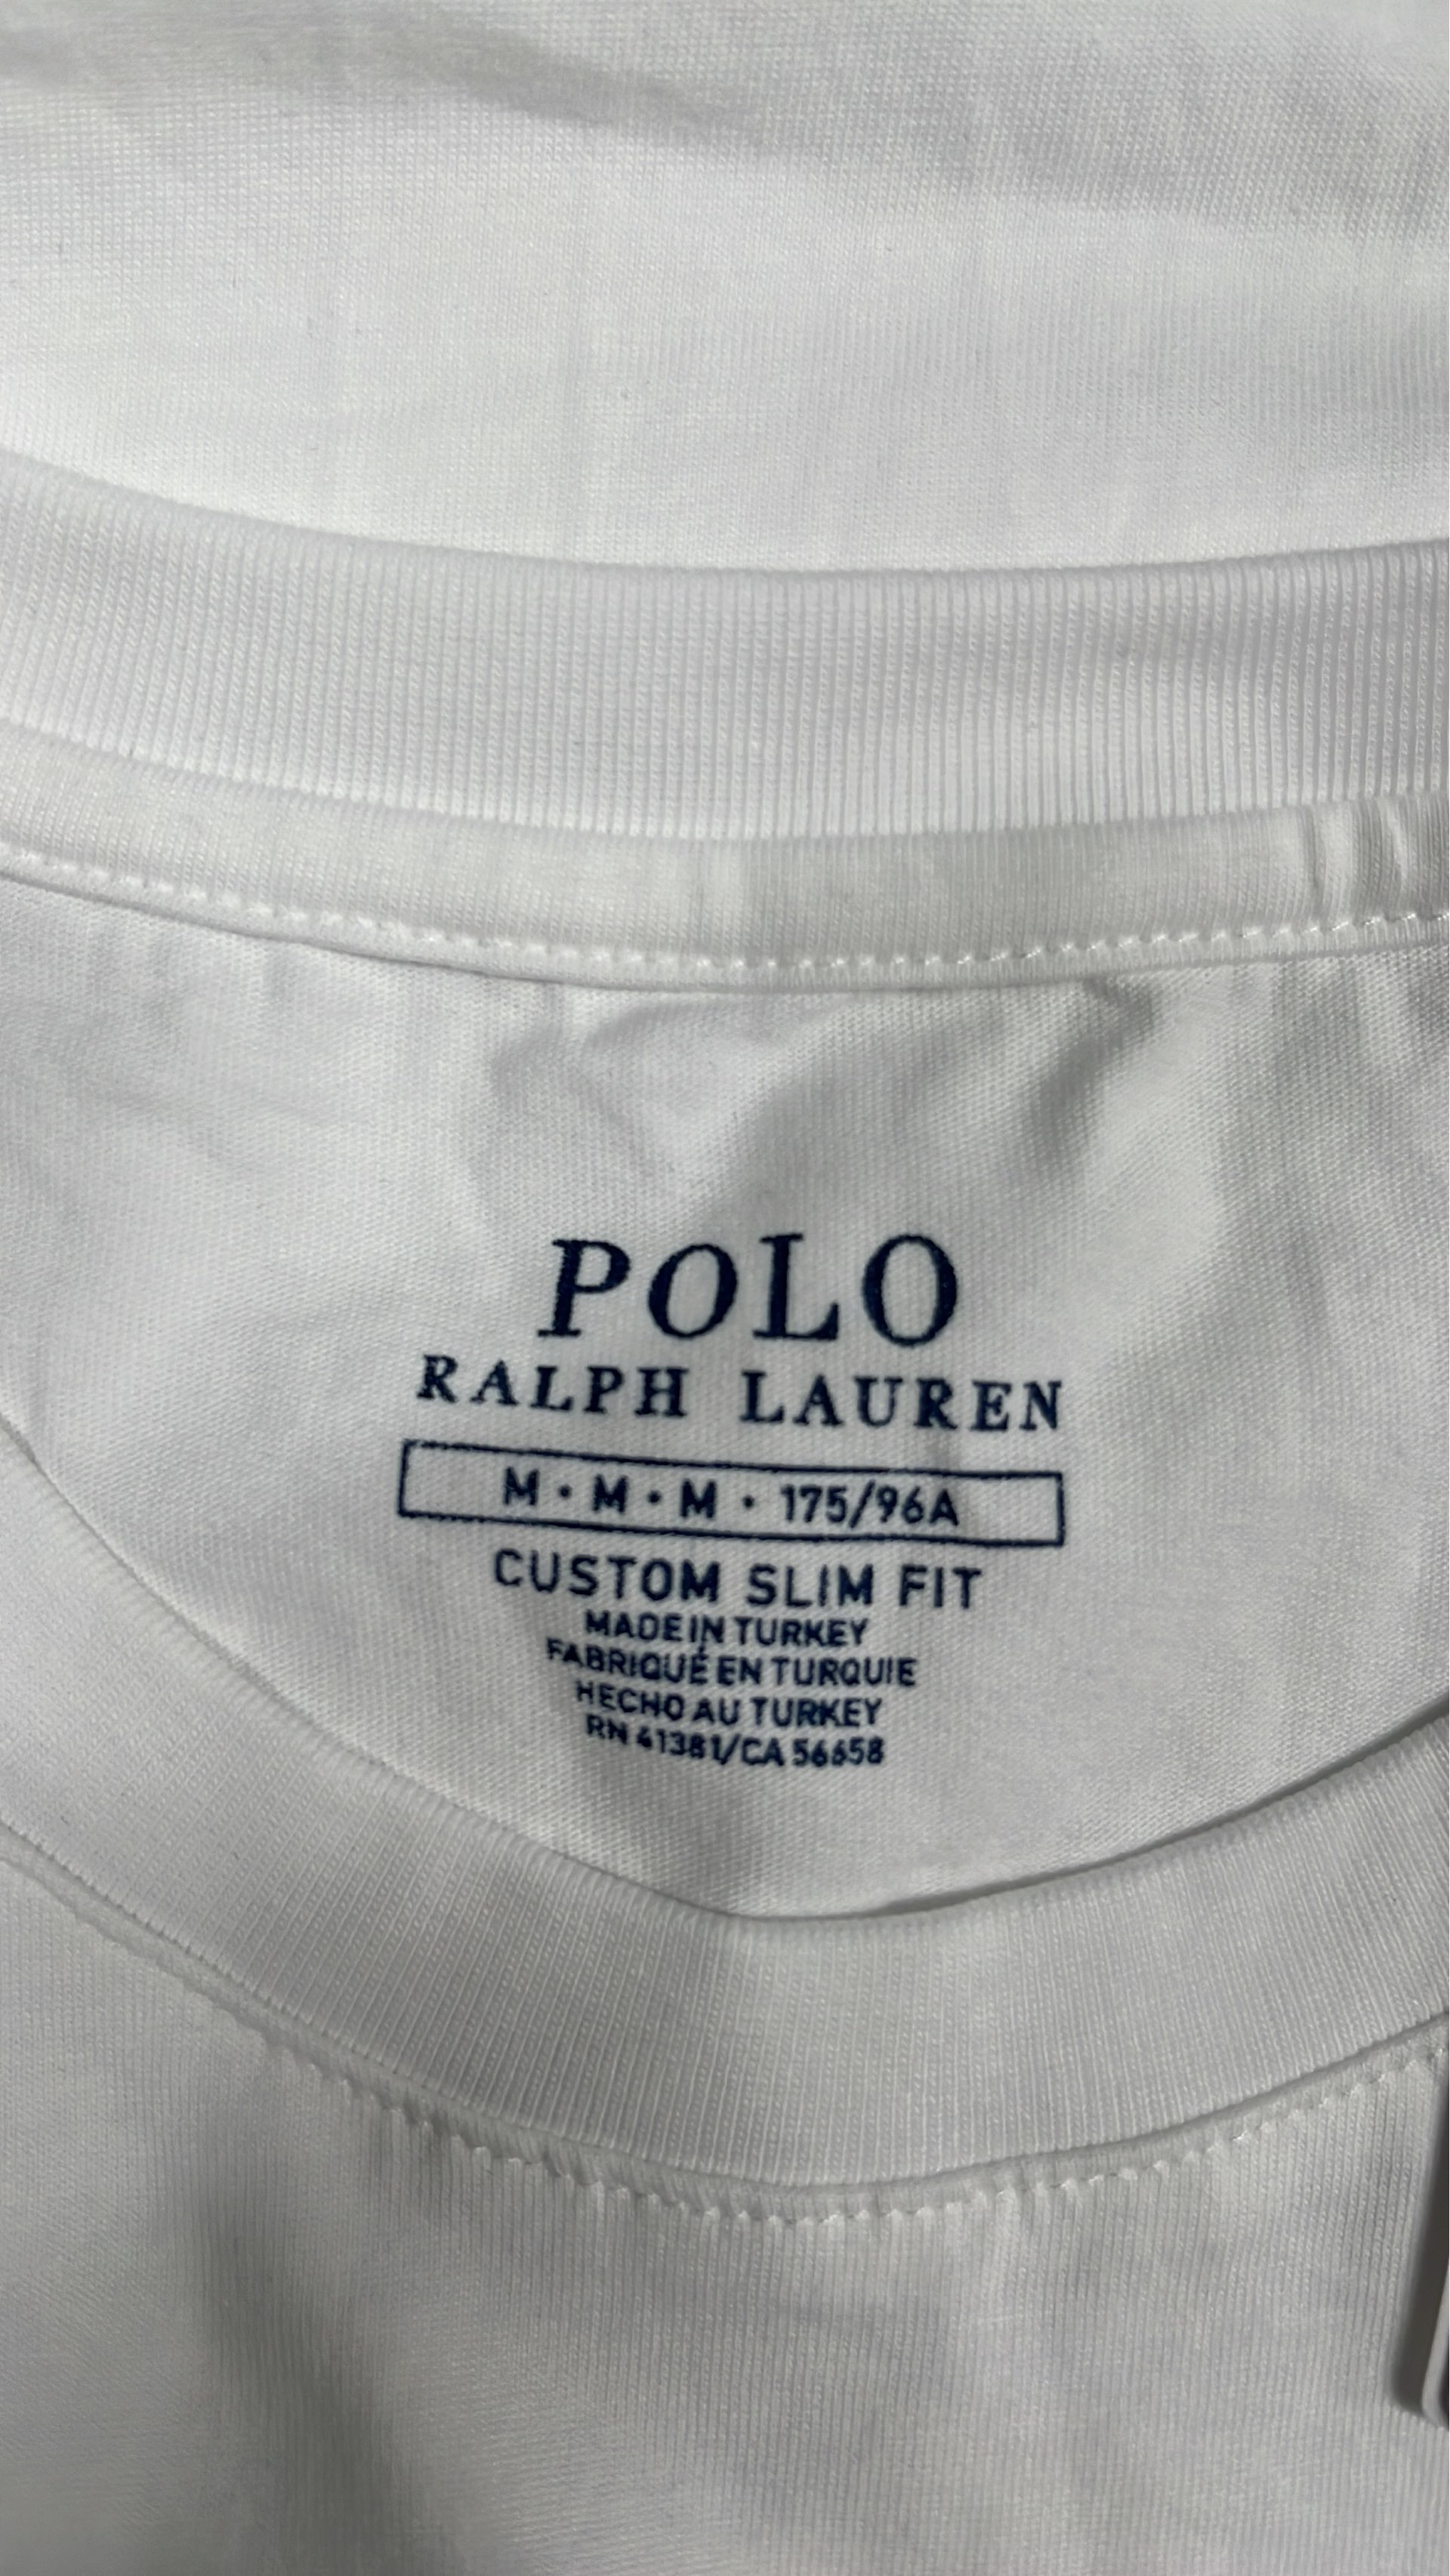 POLO
RALPH LAUREN
M • M • M • 175/96A
CUSTOM SLIM FIT
MADE IN TURKEY
FABRIQUÉ EN TURQUIE
HECHO AU TURKEY
RN 41381/CA 56658